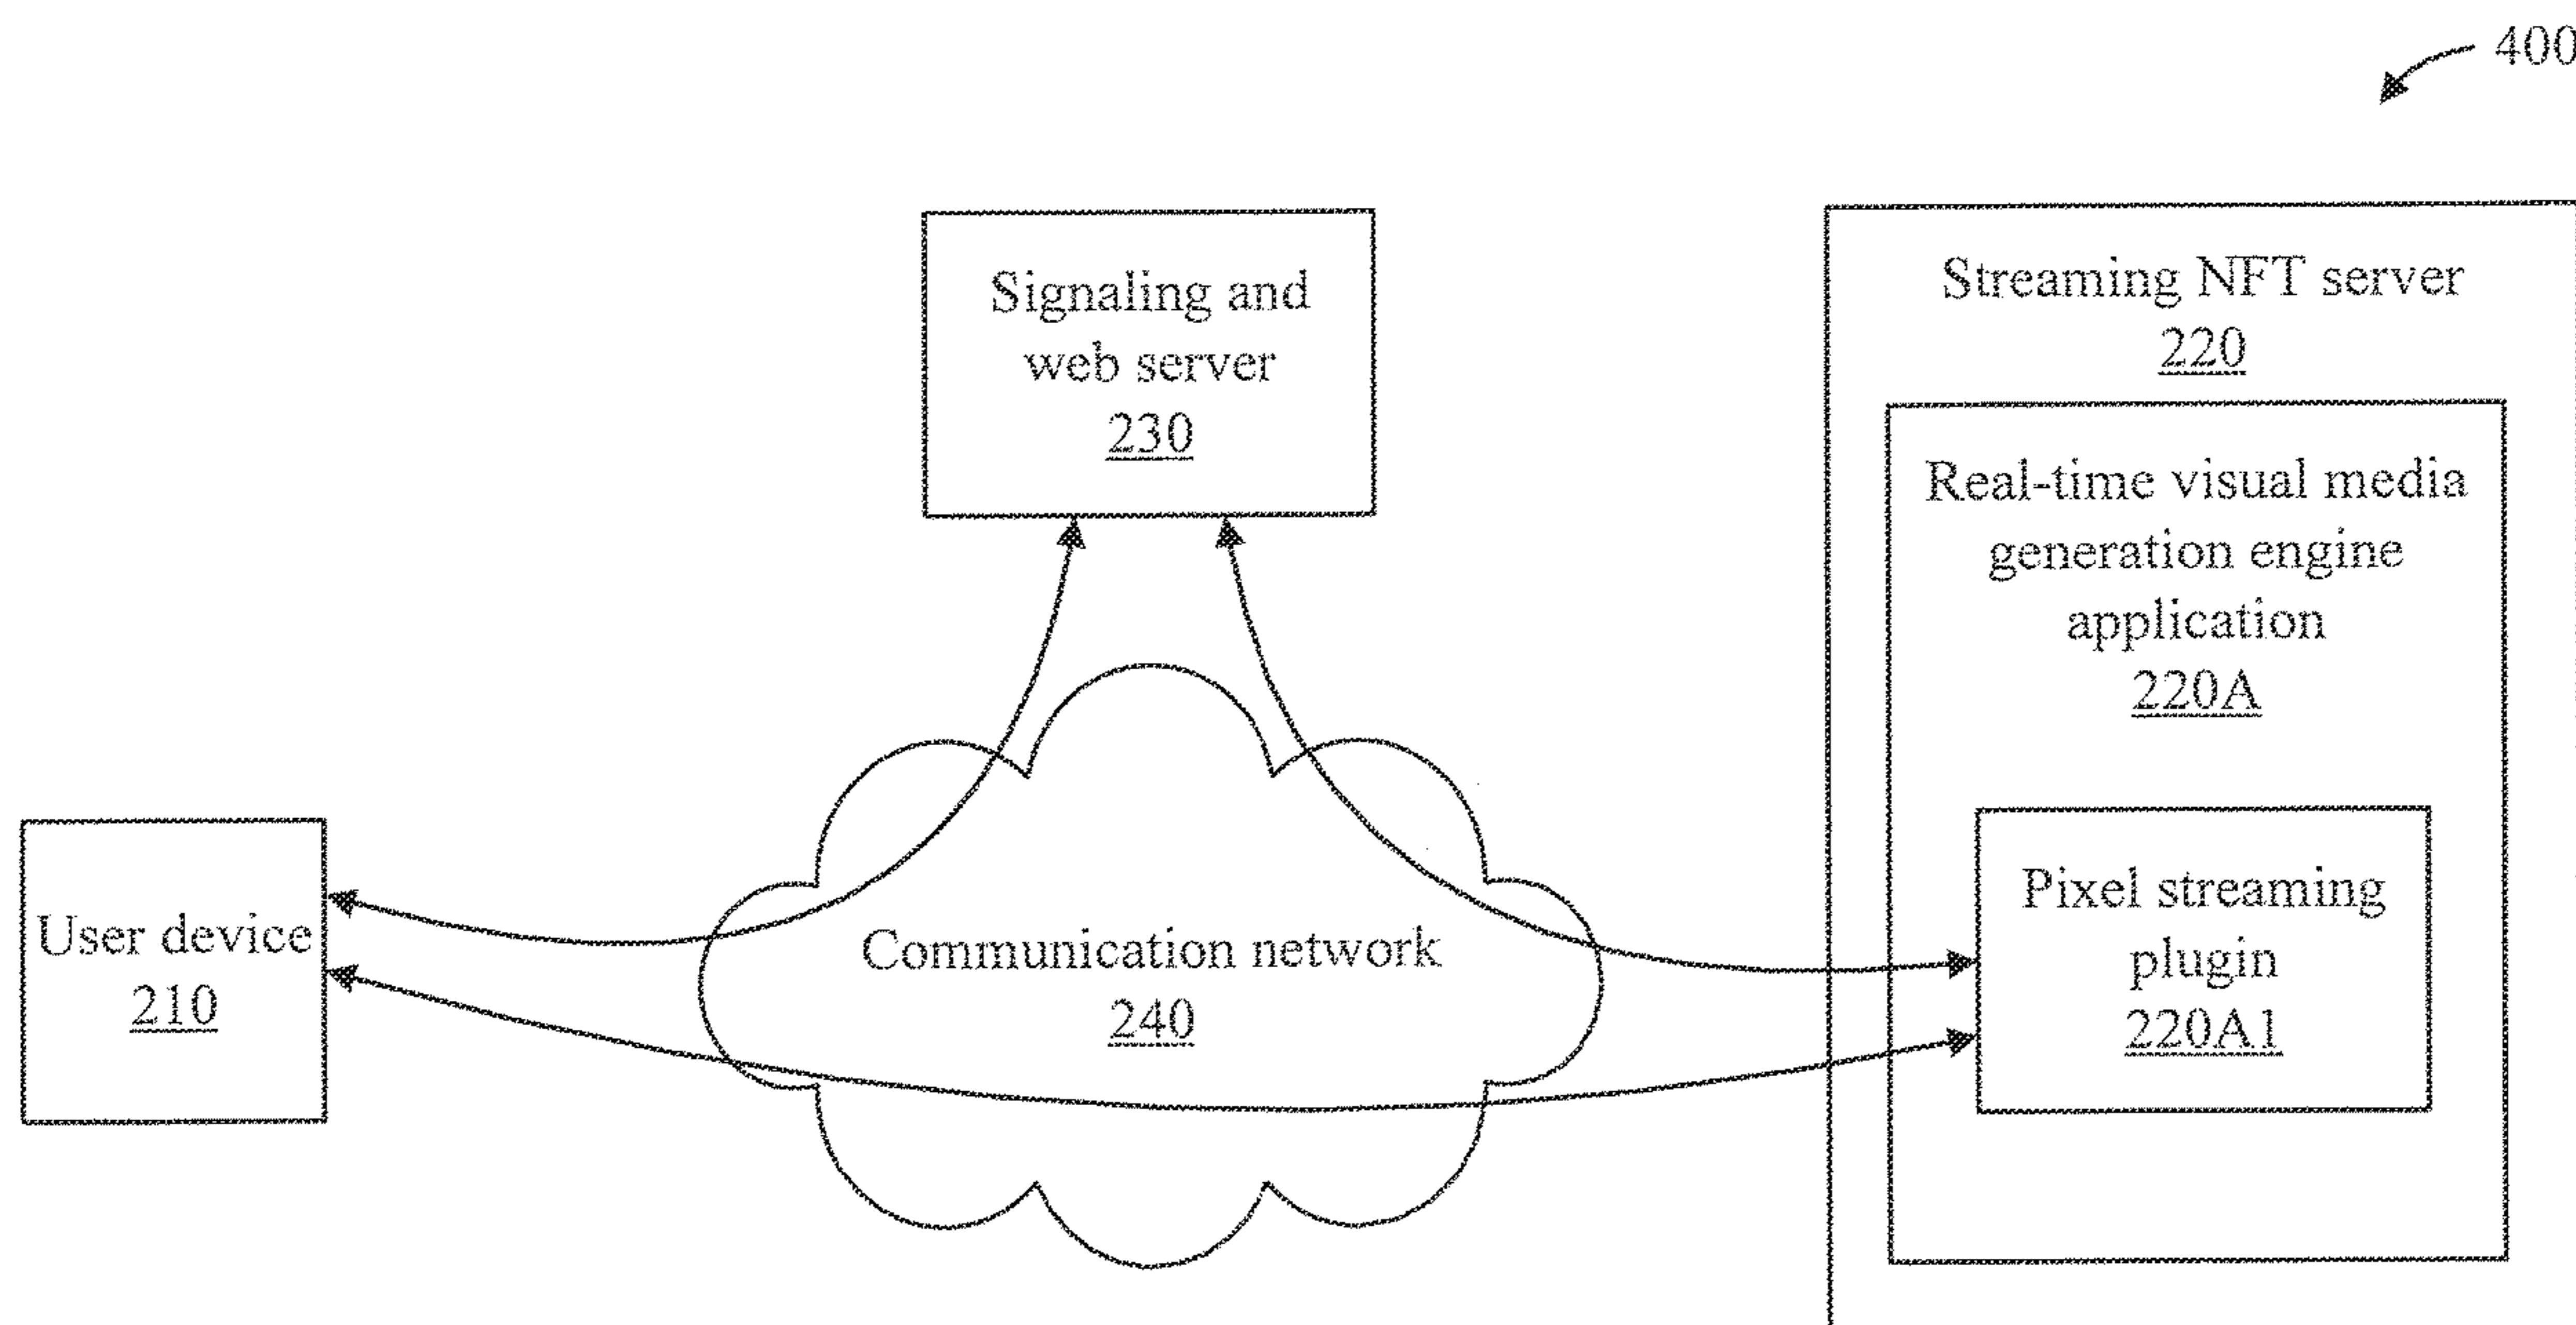 400
Signaling and
web server
230
Streaming NFT server
220
Real-time visual media
generation engine
application
220A
User device
210
Communication network
240
Pixel streaming
plugin
220A1